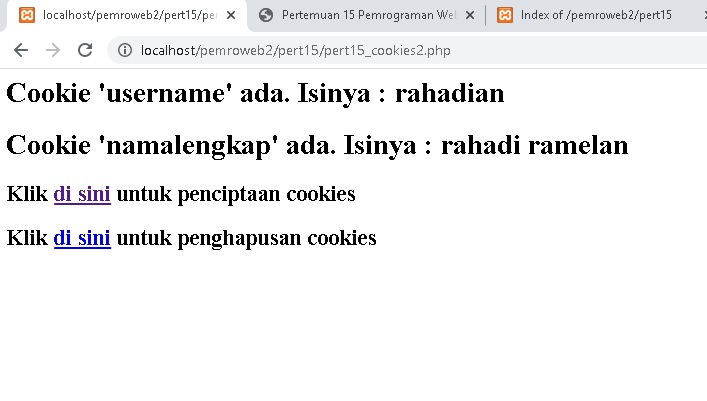 localhost/pemroweb2/pert15/per
Pertemuan 15 Pemrograman Wel
Index of /pemroweb2/pert15
localhost/pemroweb2/pert15/pert15_cookies2.php
Cookie 'username' ada. Isinya : rahadian
Cookie 'namalengkap' ada. Isinya : rahadi ramelan
Klik di sini untuk penciptaan cookies
Klik di sini untuk penghapusan cookies